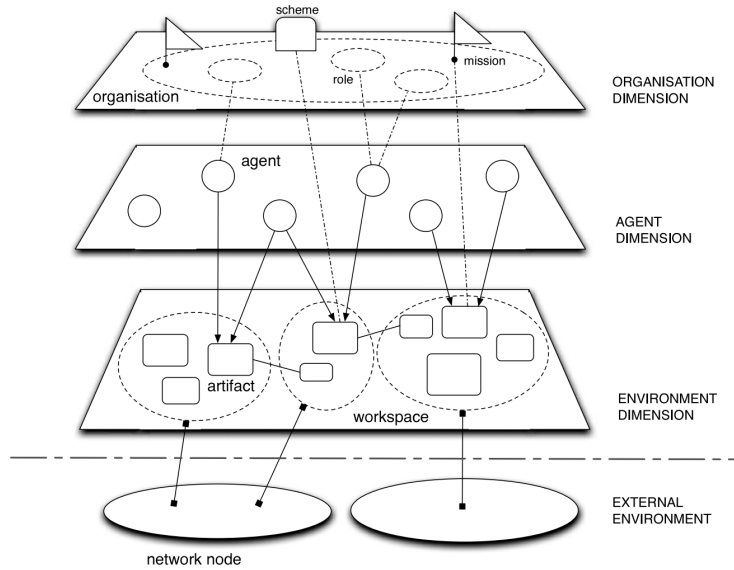 scheme
mission
role
organisation
ORGANISATION
DIMENSION
agent
AGENT
DIMENSION
artifact
workspace
ENVIRONMENT
DIMENSION
network node
EXTERNAL
ENVIRONMENT